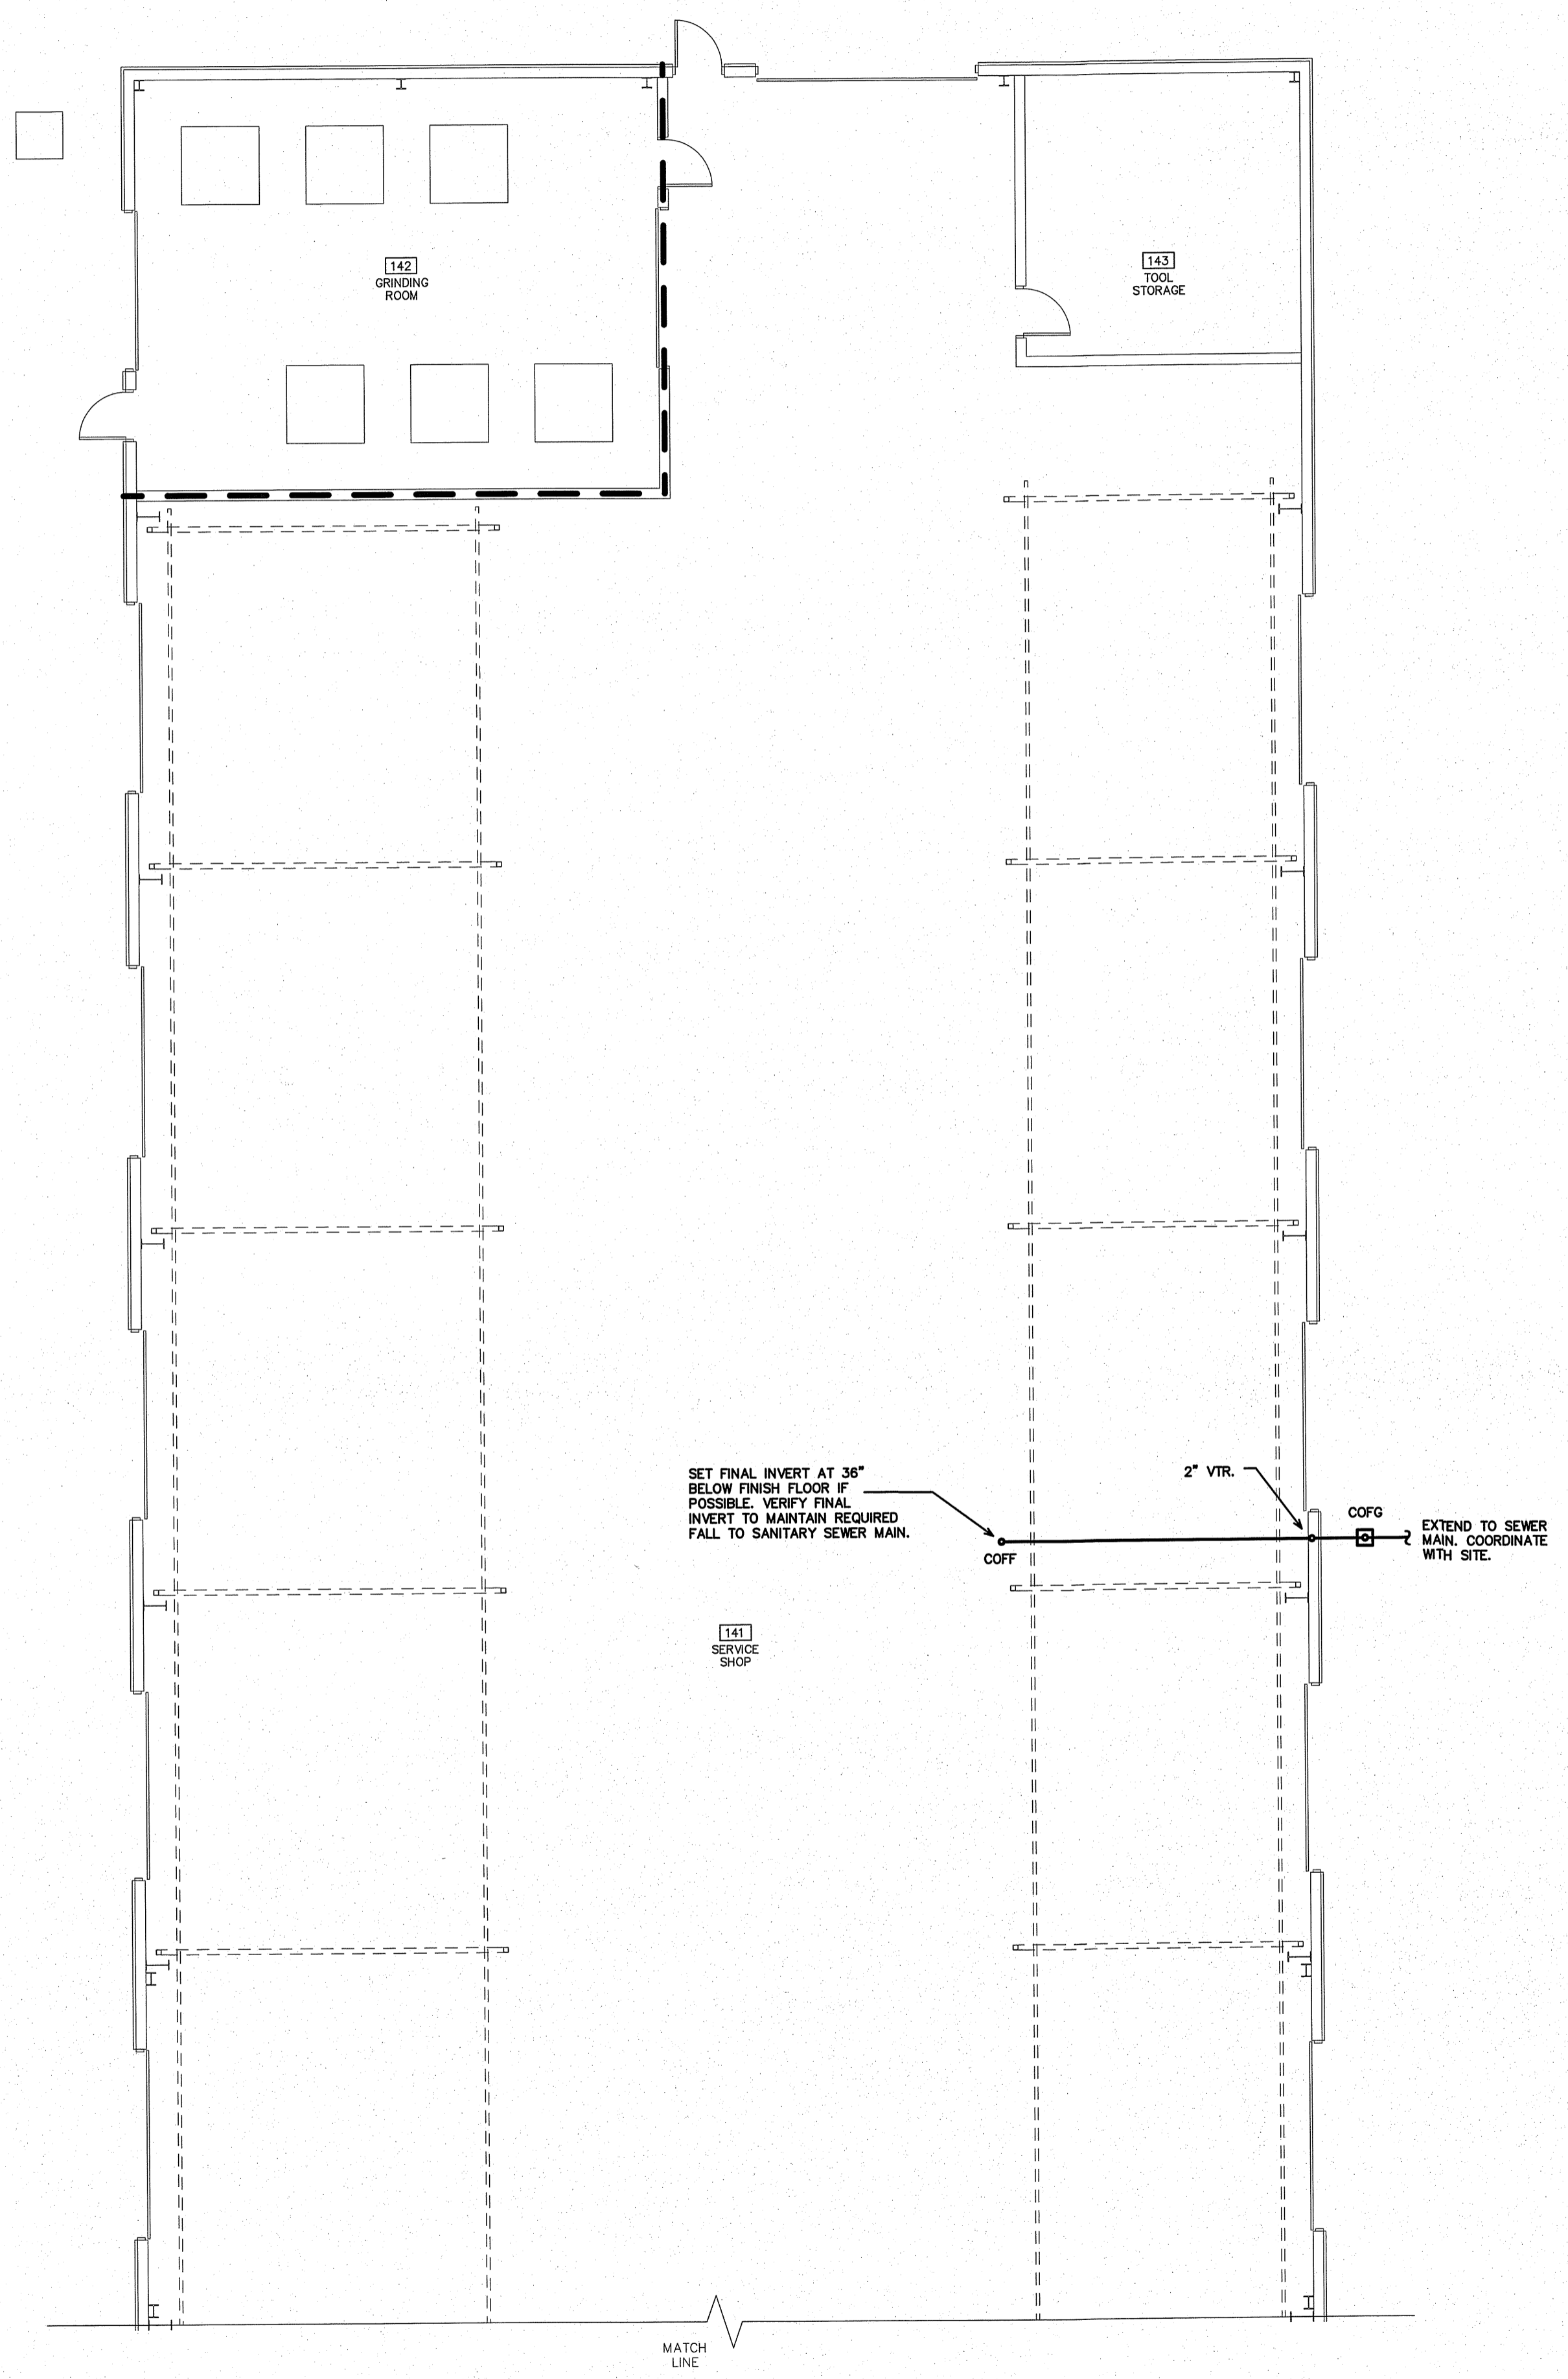 142
GRINDING
ROOM
143
TOOL
STORAGE
SET FINAL INVERT AT 36"
BELOW FINISH FLOOR IF
POSSIBLE. VERIFY FINAL
INVERT TO MAINTAIN REQUIRED
FALL TO SANITARY SEWER MAIN.
COFF
2" VTR.
COFG
EXTEND TO SEWER
MAIN. COORDINATE
WITH SITE.
141
SERVICE
SHOP
MATCH
LINE